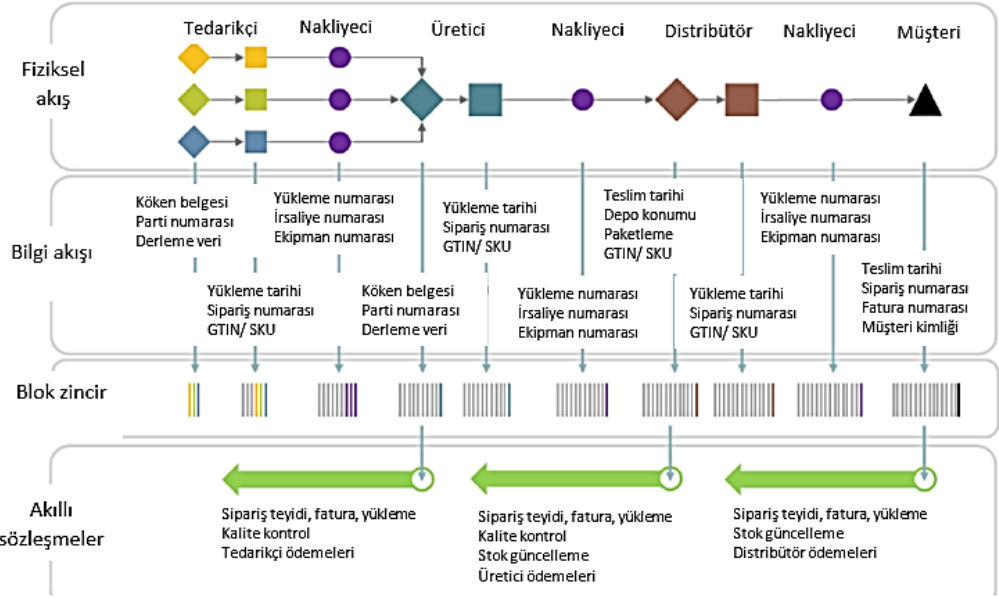 Tedarikçi
Nakliyeci
Üretici
Nakliyeci
Distribütör
Nakliyeci
Müşteri
Fiziksel
akış
Bilgi akışı
Köken belgesi
Parti numarası
Derleme veri
Yükleme tarihi
Sipariş numarası
GTIN/ SKU
Yükleme numarası
İrsaliye numarası
Ekipman numarası
Köken belgesi
Parti numarası
Derleme veri
Yükleme tarihi
Sipariş numarası
GTIN/ SKU
Yükleme numarası
İrsaliye numarası
Ekipman numarası
Teslim tarihi
Depo konumu
Paketleme
GTIN/ SKU
Yükleme tarihi
Sipariş numarası
GTIN/ SKU
Yükleme numarası
İrsaliye numarası
Ekipman numarası
Teslim tarihi
Sipariş numarası
Fatura numarası
Müşteri kimliği
Blok zincir
Akıllı
sözleşmeler
Sipariş teyidi, fatura, yükleme
Kalite kontrol
Tedarikçi ödemeleri
Sipariş teyidi, fatura, yükleme
Kalite kontrol
Stok güncelleme
Üretici ödemeleri
Sipariş teyidi, fatura, yükleme
Stok güncelleme
Distribütör ödemeleri